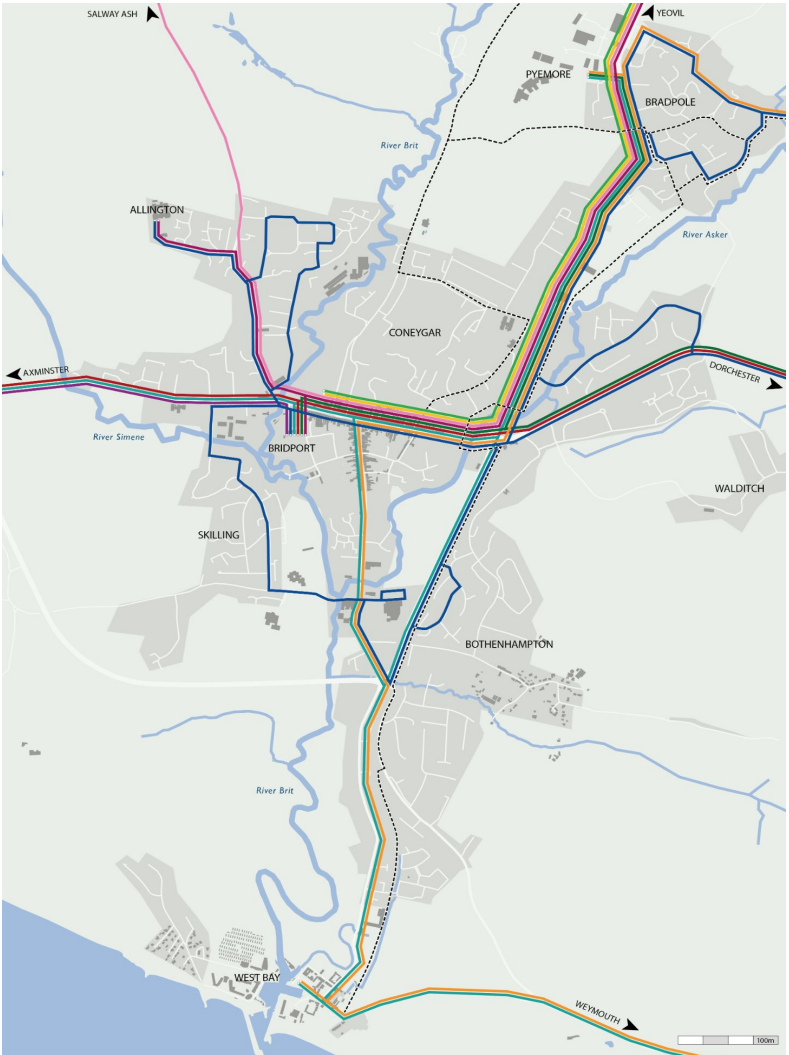 SALWAY ASH
YEOVIL
PYEMORE
BRADPOLE
River Brit
ALLINGTON
River Asker
CONEYGAR
AXMINSTER
DORCHESTER
River Simene
BRIDPORT
WALDITCH
SKILLING
BOTHENHAMPTON
River Brit
WEST BAY
WEYMOUTH
100m